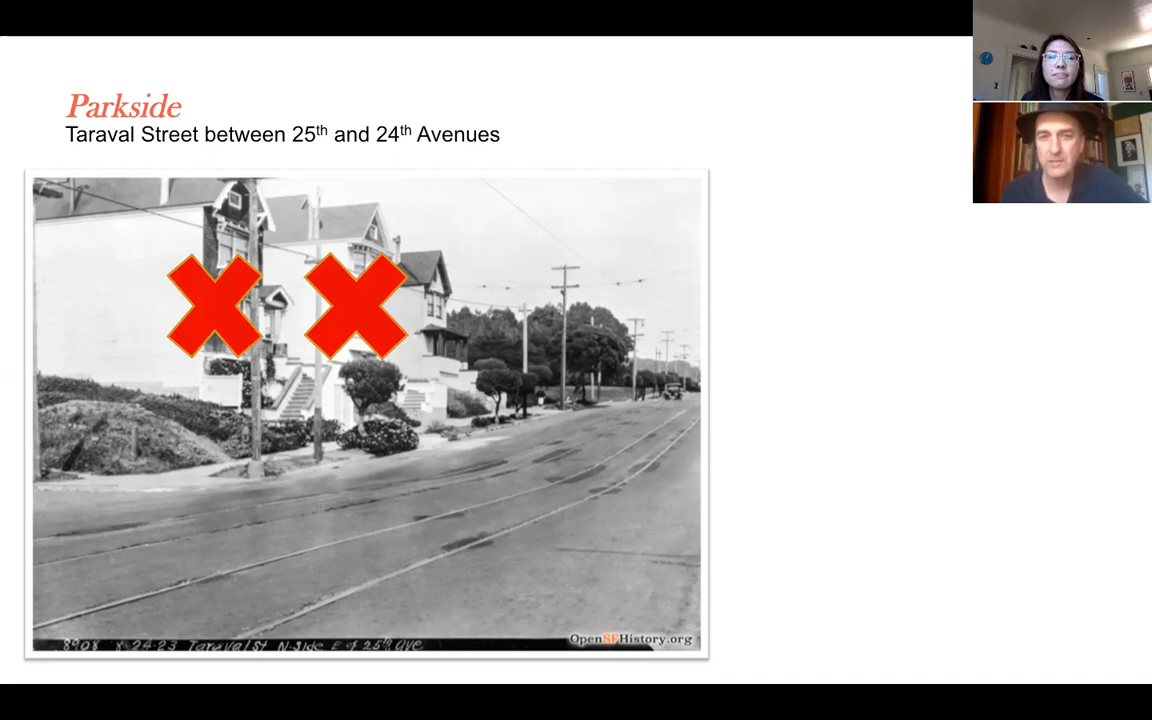 Parkside
Taraval Street between 25th and 24th Avenues
OpenSFHistory.org
8908 8-24-23 Taraval St N. Side E of 25th Ave